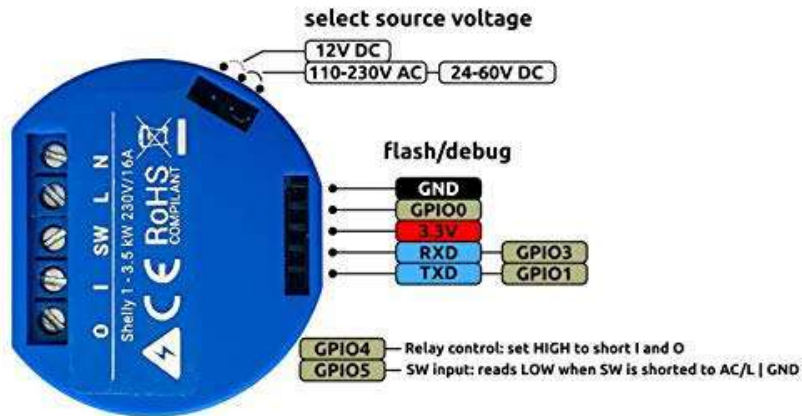 select source voltage
12V DC
110-230V AC 24-60V DC
flash/debug
GND
GPIO0
3.3V
RXD GPIO3
TXD GPIO1
GPIO4 Relay control: set HIGH to short I and O
GPIO5 SW input: reads LOW when SW is shorted to AC/L | GND
O I SW L N
Shelly 1 - 3.5 kW 230V/16A
CE RoHS
COMPILANT